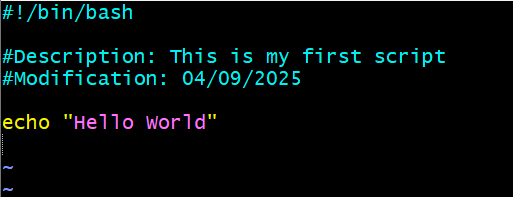 #!/bin/bash
#Description: This is my first script
#Modification: 04/09/2025
echo "Hello World"
~
~